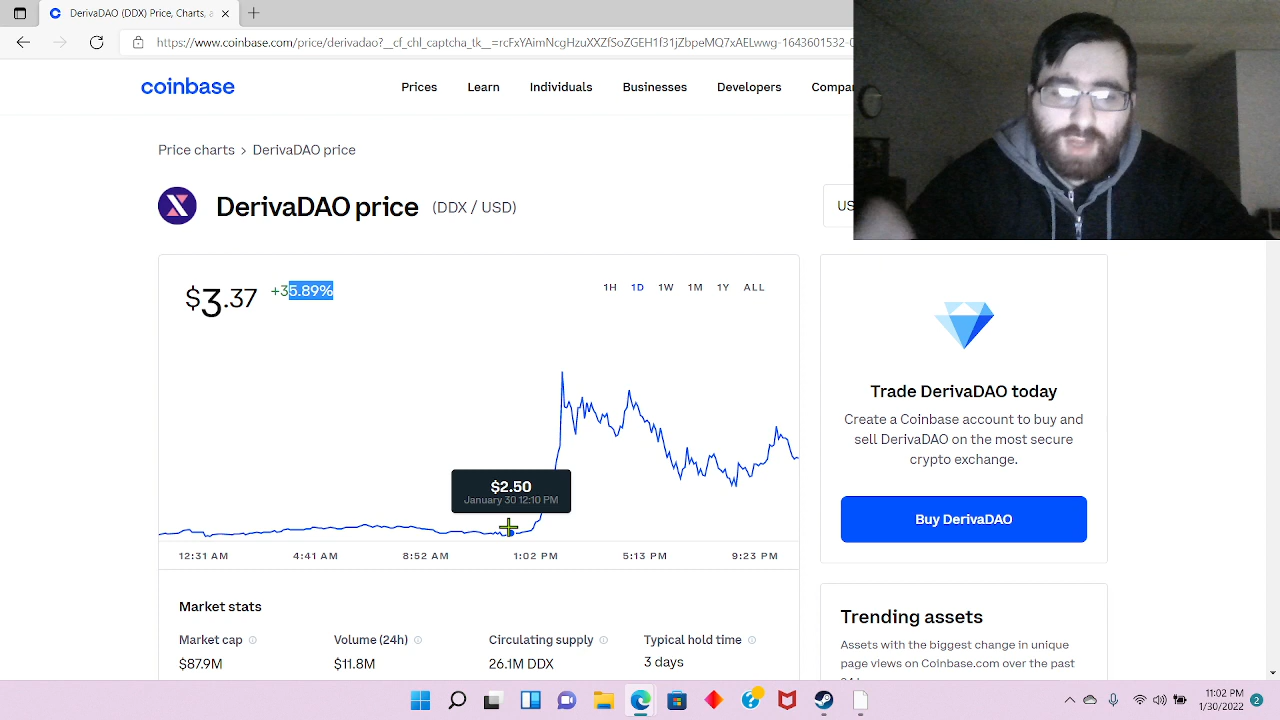 DerivaDAO (DDX) Price, Charts, a
https://www.coinbase.com/price/derivadao?__cf_chl_captcha_tk__=rcFxYAimNcgHzuXXZfSoZGEH1f31jZbpeMQ7xAELwwg-1643601532-0
coinbase
Prices Learn Individuals Businesses Developers Compar
Price charts > DerivaDAO price
DerivaDAO price (DDX / USD)
US
$3.37 +35.89%
1H 1D 1W 1M 1Y ALL
$2.50
January 30 12:10 PM
12:31 AM 4:41 AM 8:52 AM 1:02 PM 5:13 PM 9:23 PM
Market stats
Market cap Volume (24h) Circulating supply Typical hold time
$87.9M $11.8M 26.1M DDX 3 days
Trade DerivaDAO today
Create a Coinbase account to buy and
sell DerivaDAO on the most secure
crypto exchange.
Buy DerivaDAO
Trending assets
Assets with the biggest change in unique
page views on Coinbase.com over the past
11:02 PM
1/30/2022
2